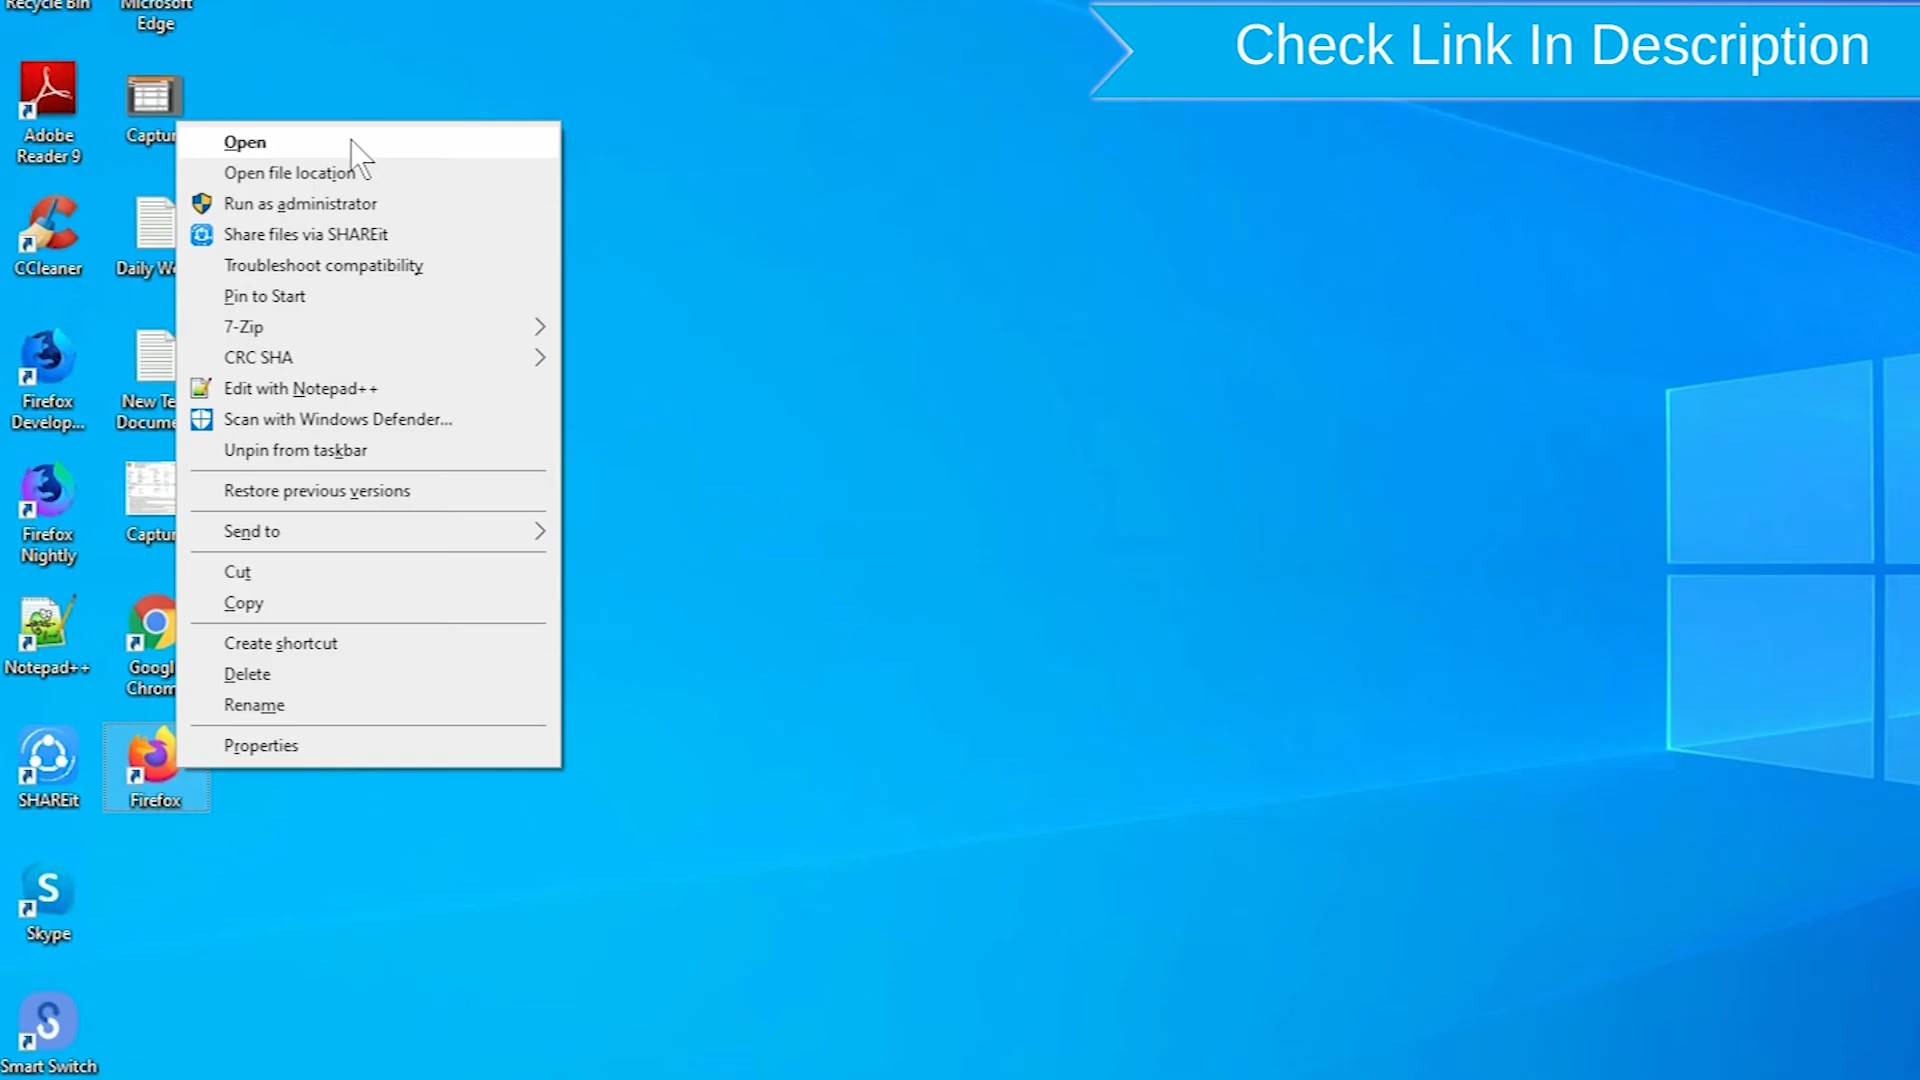 Recycle Bin
Microsoft
Edge
Check Link In Description
Adobe
Reader 9
Captur
CCleaner
Daily Wo
Firefox
Develop...
New Te
Docume
Firefox
Nightly
Captur
Notepad++
Googl
Chrom
SHAREit
Firefox
S
Skype
Smart Switch
Open
Open file location
Run as administrator
Share files via SHAREit
Troubleshoot compatibility
Pin to Start
7-Zip
CRC SHA
Edit with Notepad++
Scan with Windows Defender...
Unpin from taskbar
Restore previous versions
Send to
Cut
Copy
Create shortcut
Delete
Rename
Properties